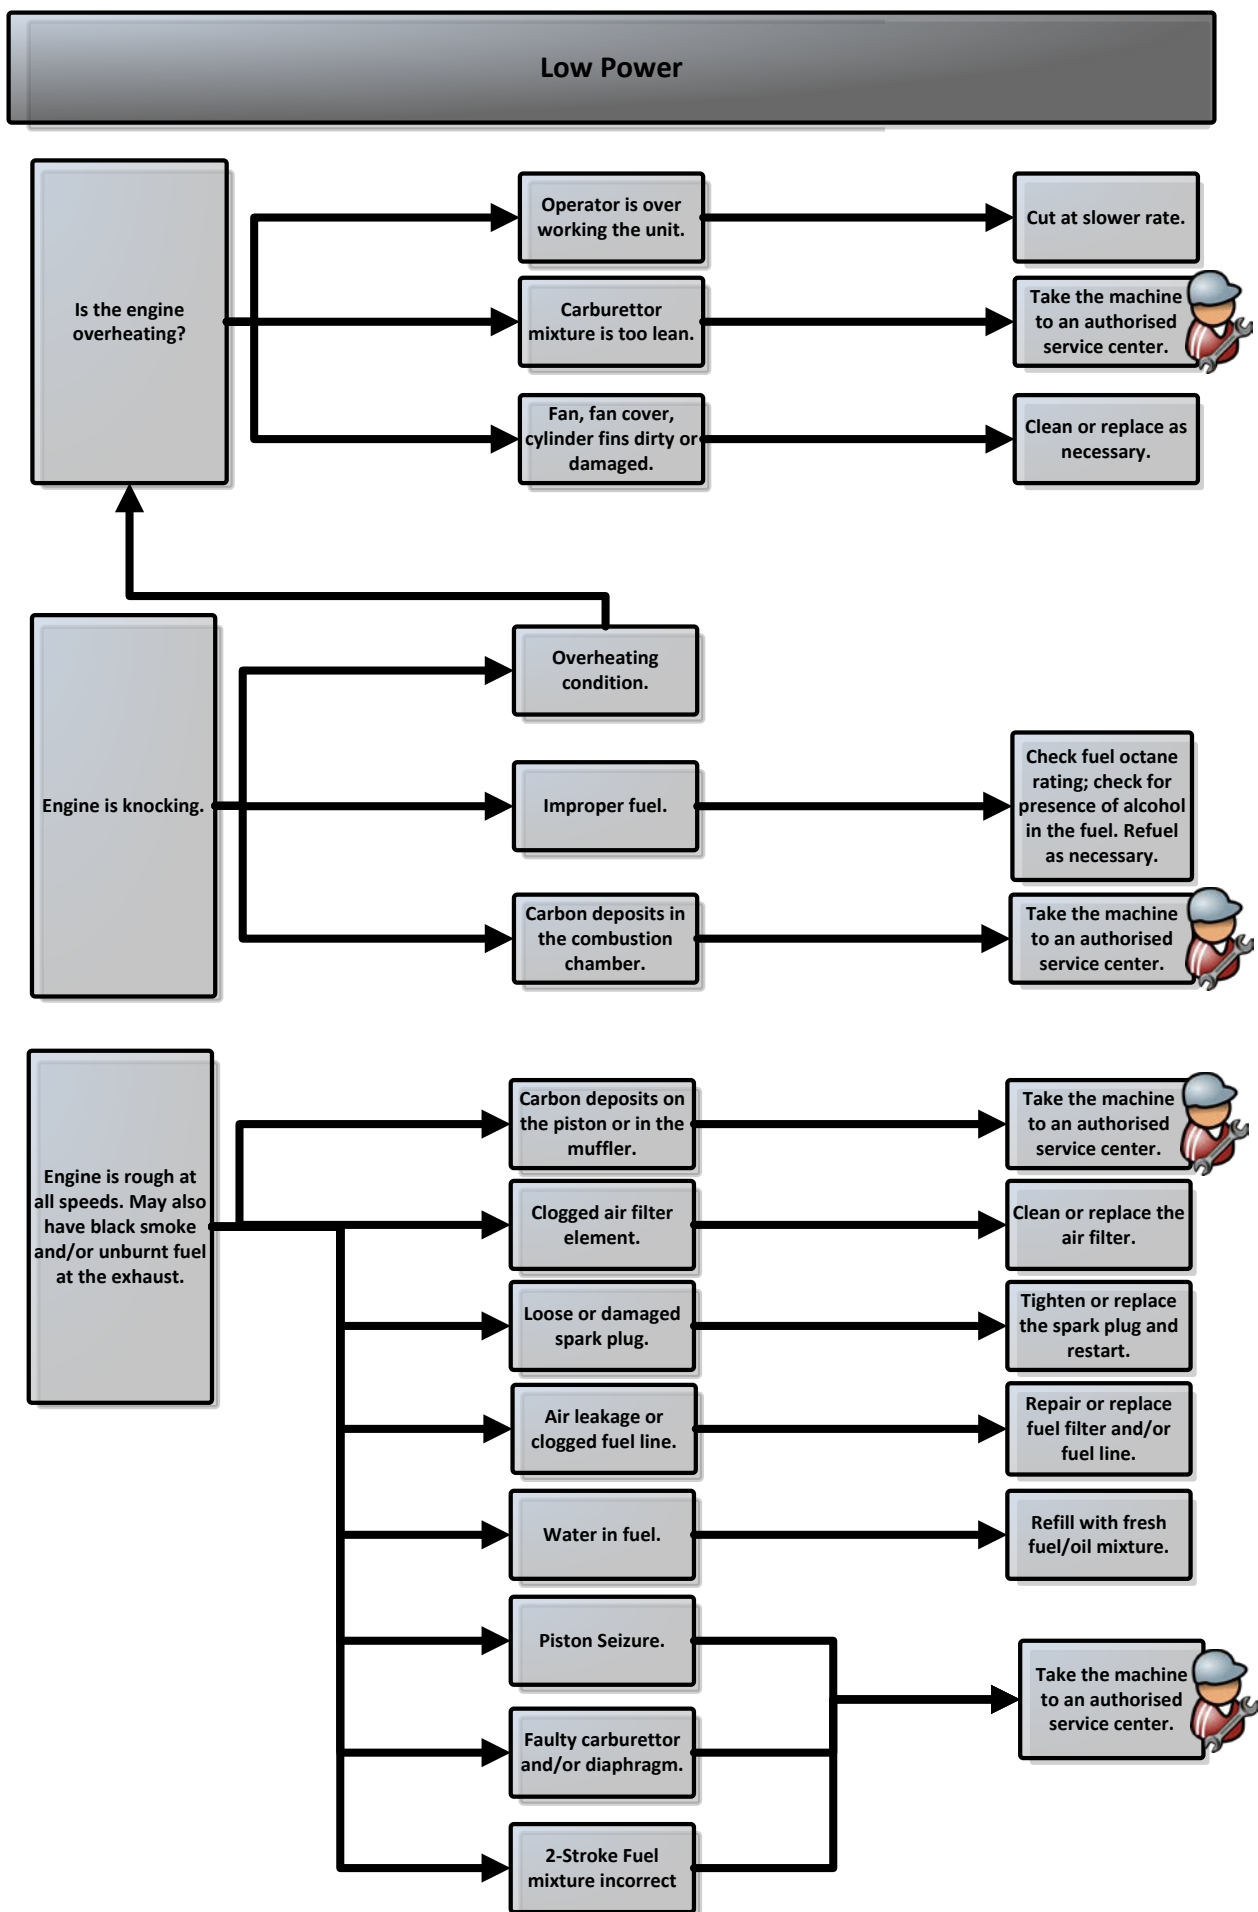 Low Power
Is the engine
overheating?
Operator is over
working the unit.
Cut at slower rate.
Carburettor
mixture is too lean.
Take the machine
to an authorised
service center.
Fan, fan cover,
cylinder fins dirty or
damaged.
Clean or replace as
necessary.
Engine is knocking.
Overheating
condition.
Improper fuel.
Check fuel octane
rating; check for
presence of alcohol
in the fuel. Refuel
as necessary.
Carbon deposits in
the combustion
chamber.
Take the machine
to an authorised
service center.
Engine is rough at
all speeds. May also
have black smoke
and/or unburnt fuel
at the exhaust.
Carbon deposits on
the piston or in the
muffler.
Take the machine
to an authorised
service center.
Clogged air filter
element.
Clean or replace the
air filter.
Loose or damaged
spark plug.
Tighten or replace
the spark plug and
restart.
Air leakage or
clogged fuel line.
Repair or replace
fuel filter and/or
fuel line.
Water in fuel.
Refill with fresh
fuel/oil mixture.
Piston Seizure.
Faulty carburettor
and/or diaphragm.
2-Stroke Fuel
mixture incorrect
Take the machine
to an authorised
service center.